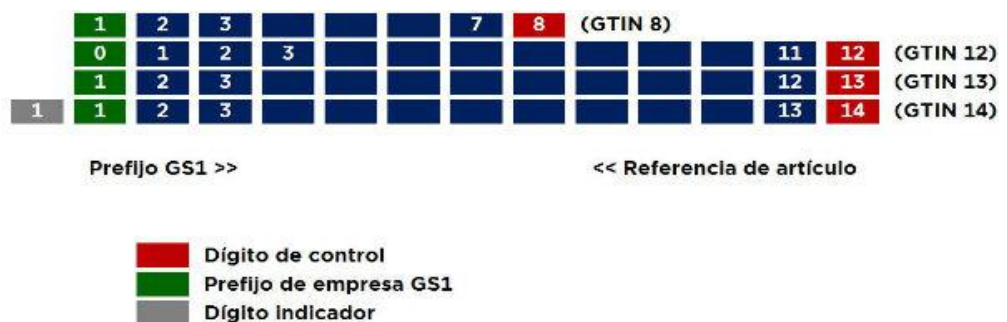 1 2 3 7 8 (GTIN 8)
0 1 2 3 11 12 (GTIN 12)
1 2 3 12 13 (GTIN 13)
1 1 2 3 13 14 (GTIN 14)
Prefijo GS1 >> << Referencia de artículo
Dígito de control
Prefijo de empresa GS1
Dígito indicador